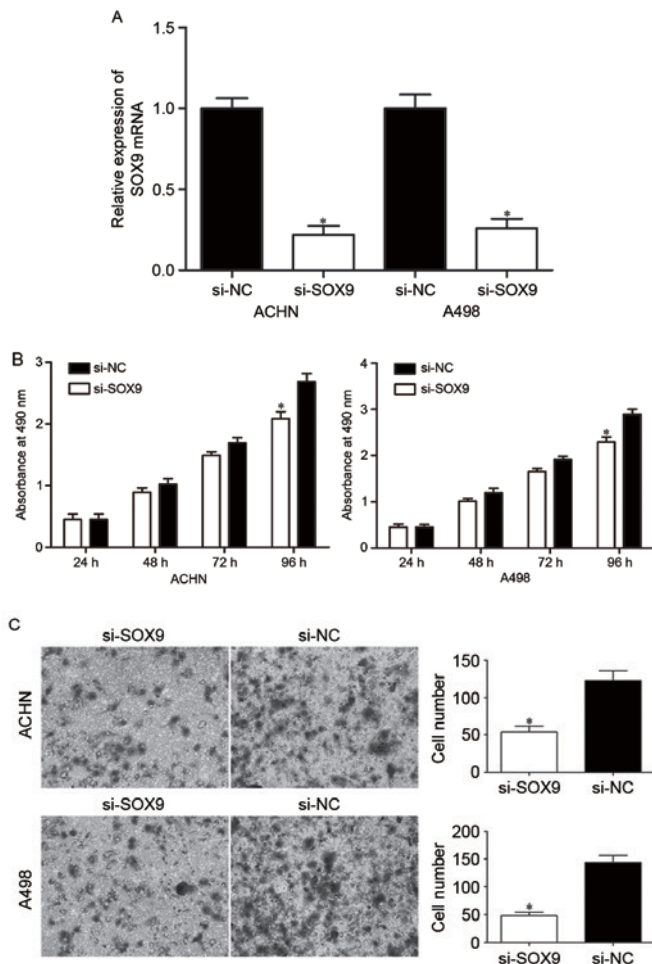 A
Relative expression of
SOX9 mRNA
1.5
1.0
0.5
0.0
*
*
si-NC
si-SOX9
si-NC
si-SOX9
ACHN
A498
B
Absorbance at 490 nm
3
2
1
0
si-NC
si-SOX9
*
24 h
48 h
72 h
96 h
ACHN
Absorbance at 490 nm
4
3
2
1
0
si-NC
si-SOX9
*
24 h
48 h
72 h
96 h
A498
C
si-SOX9
si-NC
ACHN
Cell number
150
100
50
0
*
si-SOX9
si-NC
si-SOX9
si-NC
A498
Cell number
200
150
100
50
0
*
si-SOX9
si-NC